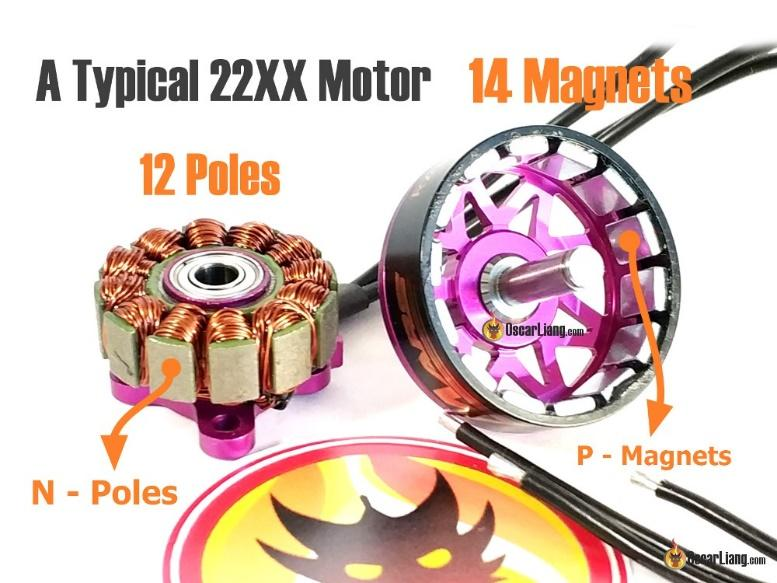 A Typical 22XX Motor
14 Magnets
12 Poles
OscarLiang.com
P - Magnets
N - Poles
OscarLiang.com